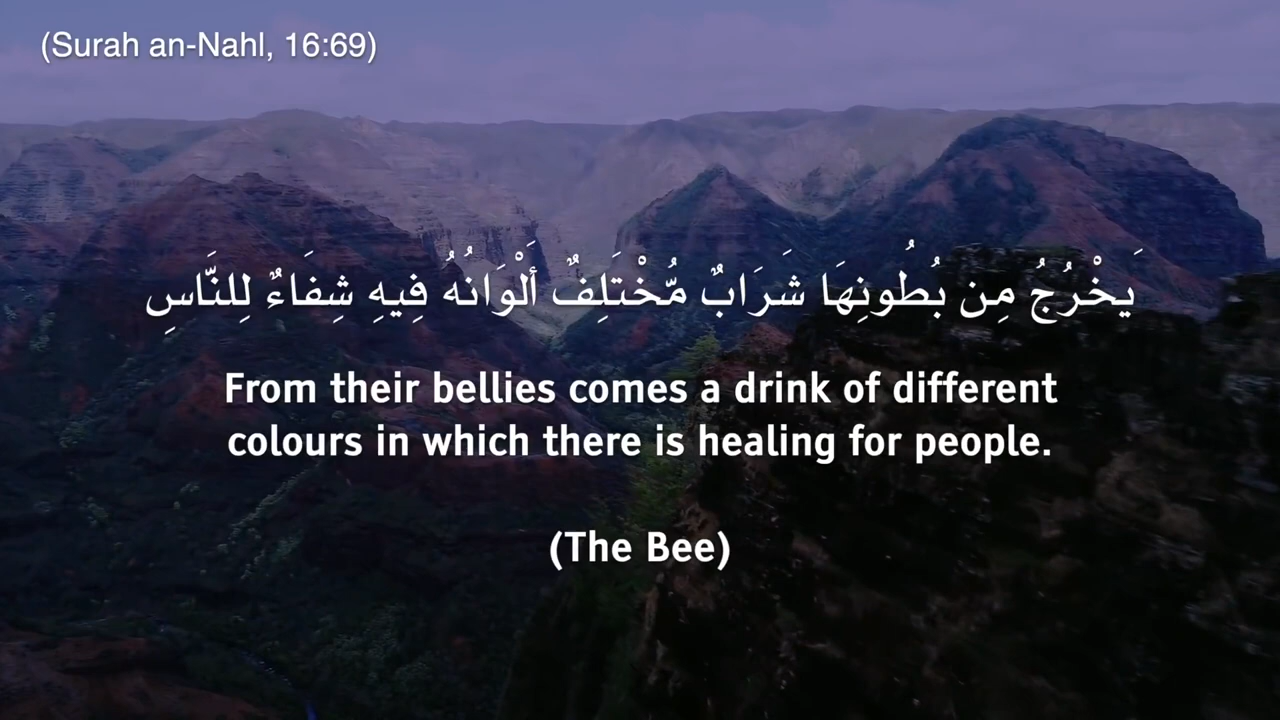 (Surah an-Nahl, 16:69)
يَخْرُجُ مِن بُطُونِهَا شَرَابٌ مُّخْتَلِفٌ أَلْوَانُهُ فِيهِ شِفَاءٌ لِلنَّاسِ
From their bellies comes a drink of different
colours in which there is healing for people.
(The Bee)